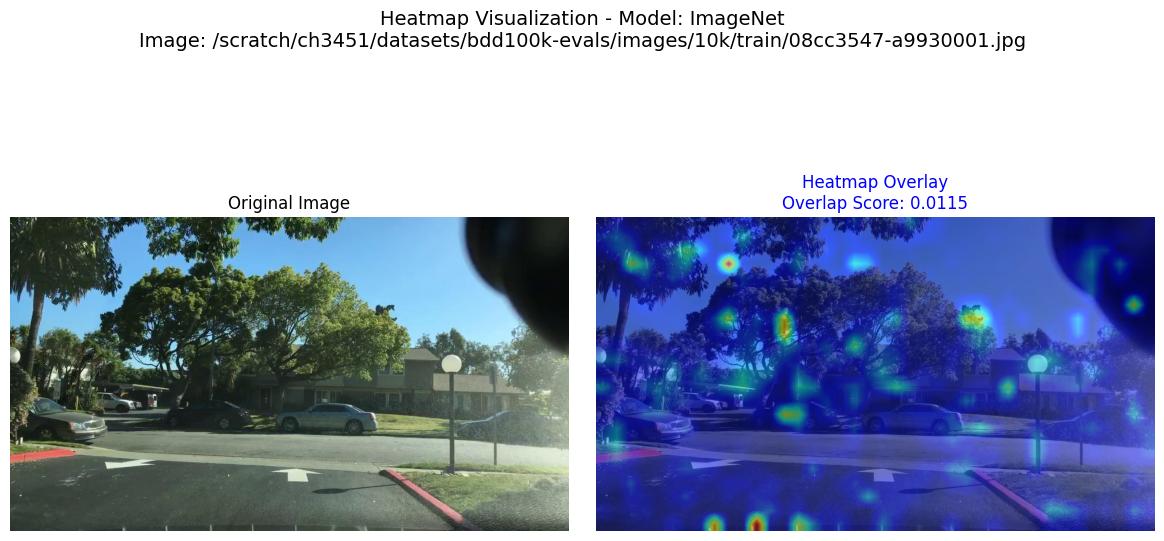 Heatmap Visualization - Model: ImageNet
Image: /scratch/ch3451/datasets/bdd100k-evals/images/10k/train/08cc3547-a9930001.jpg
Original Image
Heatmap Overlay
Overlap Score: 0.0115